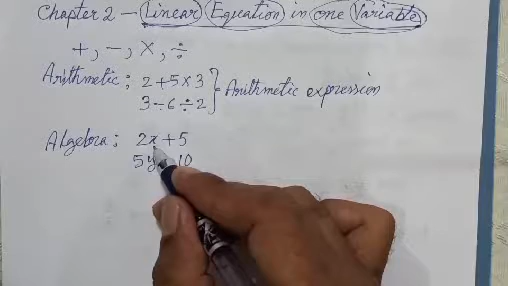 Chapter 2 - Linear Equation in one Variable
+, -, ×, ÷
Arithmetic ; 2 + 5 × 3
3 - 6 ÷ 2
Arithmetic expression
Algebra ; 2x + 5
5y 10